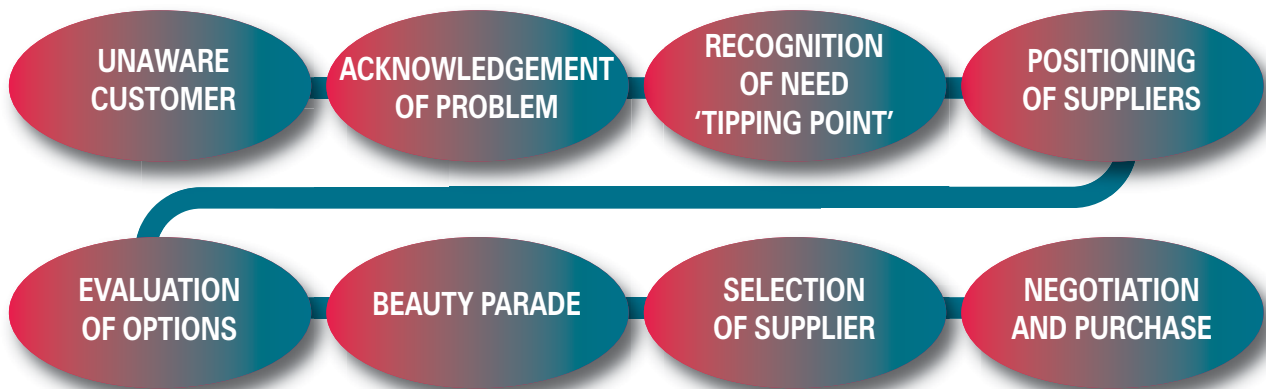 UNAWARE
CUSTOMER
ACKNOWLEDGEMENT
OF PROBLEM
RECOGNITION
OF NEED
‘TIPPING POINT’
POSITIONING
OF SUPPLIERS
EVALUATION
OF OPTIONS
BEAUTY PARADE
SELECTION
OF SUPPLIER
NEGOTIATION
AND PURCHASE